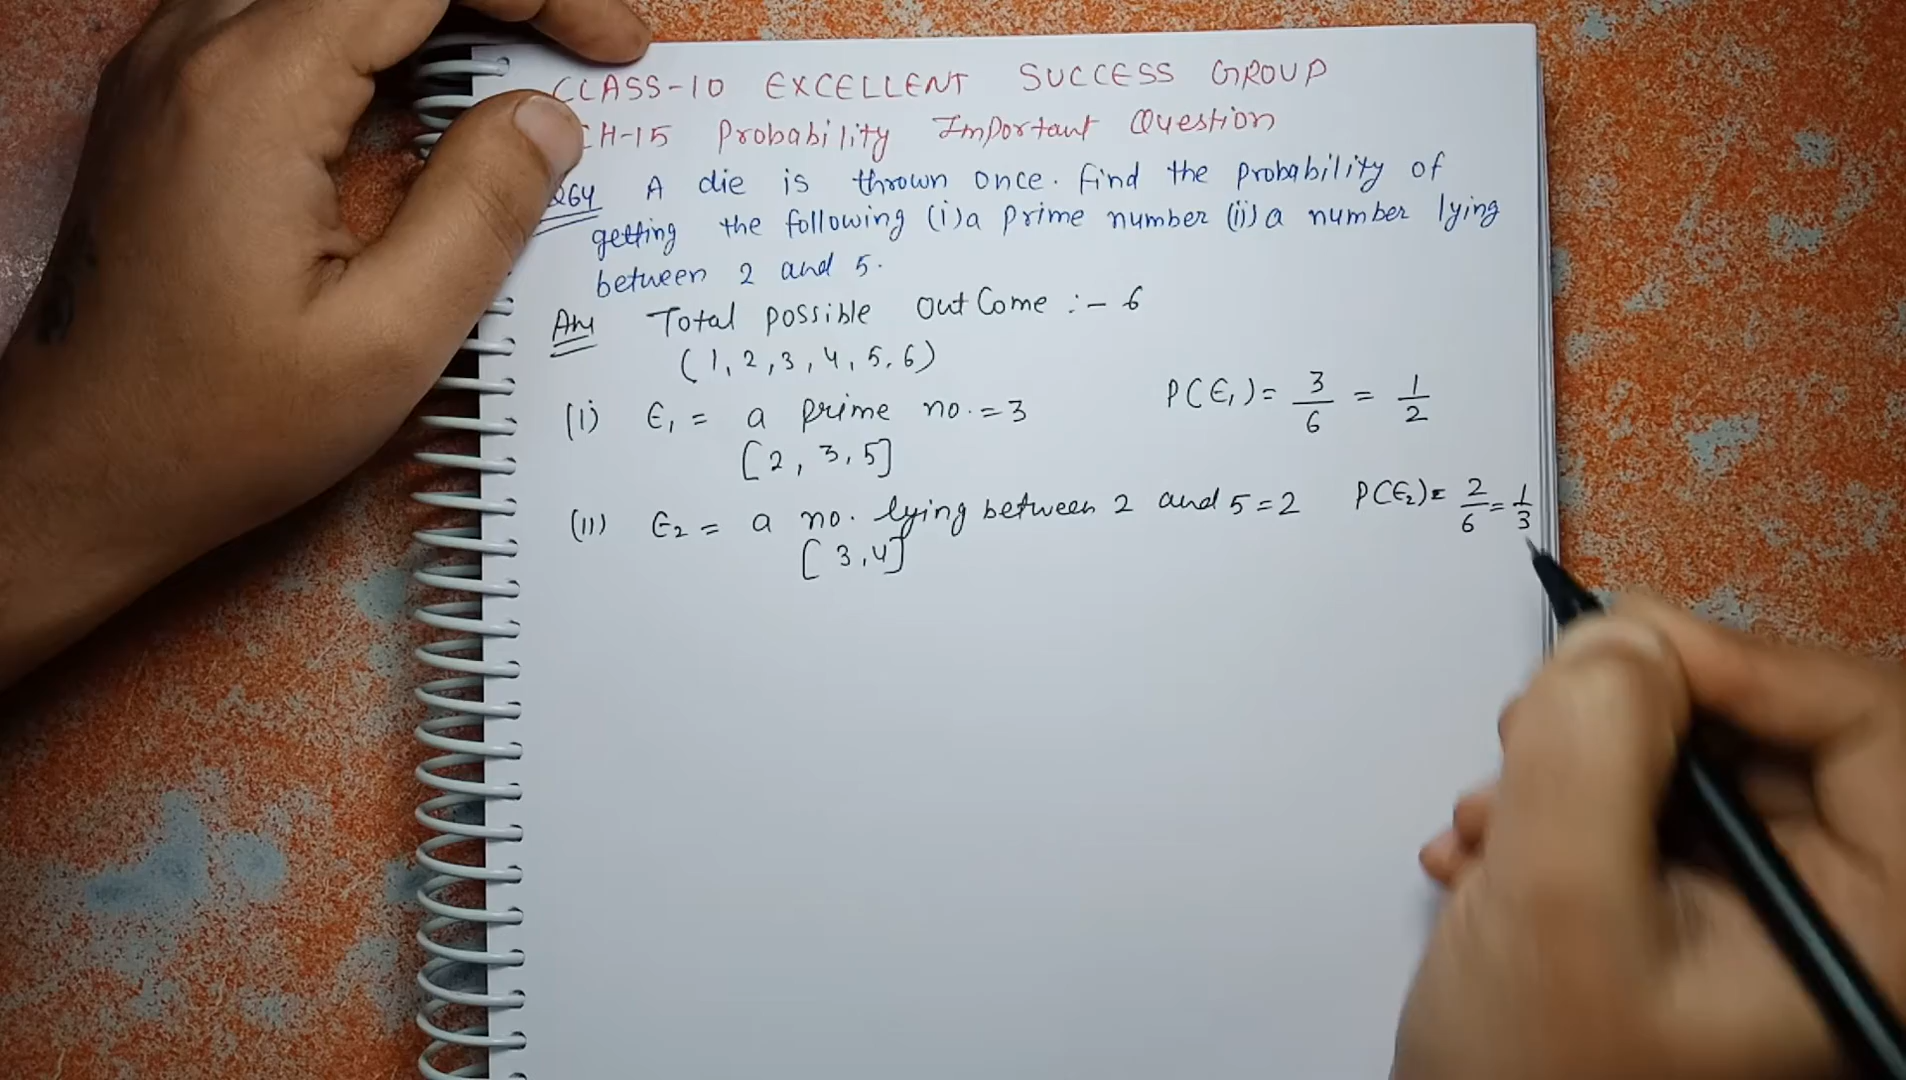 CLASS-10 EXCELLENT SUCCESS GROUP
CH-15 Probability Important Question
Q64 A die is thrown once. Find the probability of
getting the following (i) a prime number (ii) a number lying
between 2 and 5.
Ans Total possible outCome :- 6
(1, 2, 3, 4, 5, 6)
(i) E₁ = a prime no. = 3 P(E₁) = 3/6 = 1/2
[2, 3, 5]
(ii) E₂ = a no. lying between 2 and 5 = 2 P(E₂) = 2/6 = 1/3
[3, 4]